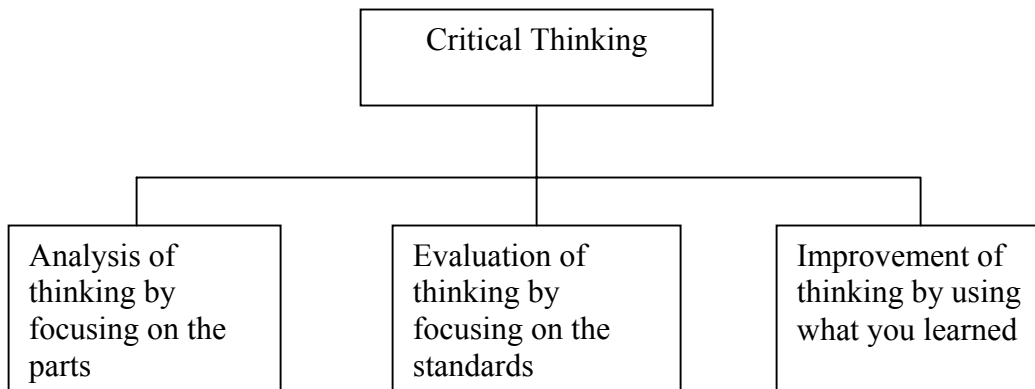 Critical Thinking
Analysis of
thinking by
focusing on the
parts
Evaluation of
thinking by
focusing on the
standards
Improvement of
thinking by using
what you learned